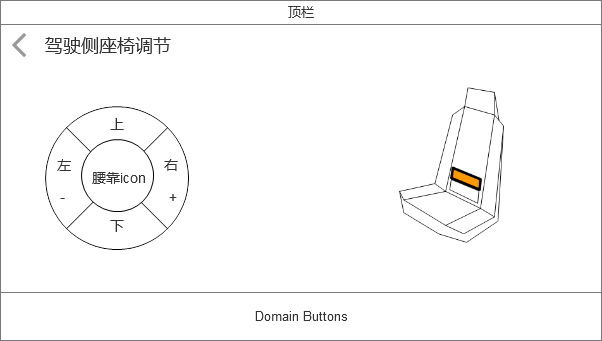 顶栏
驾驶侧座椅调节
上
左
右
腰靠icon
-
+
下
Domain Buttons